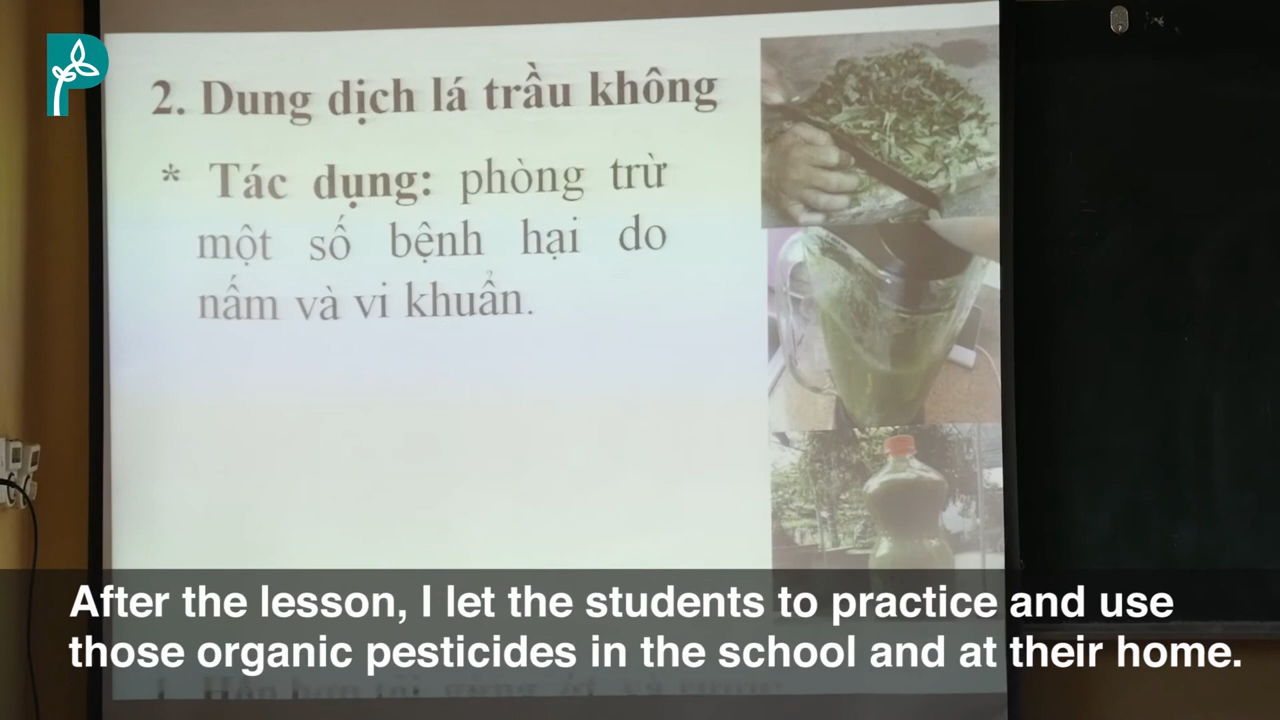 2. Dung dịch lá trầu không
* Tác dụng: phòng trừ
một số bệnh hại do
nấm và vi khuẩn.
After the lesson, I let the students to practice and use
those organic pesticides in the school and at their home.